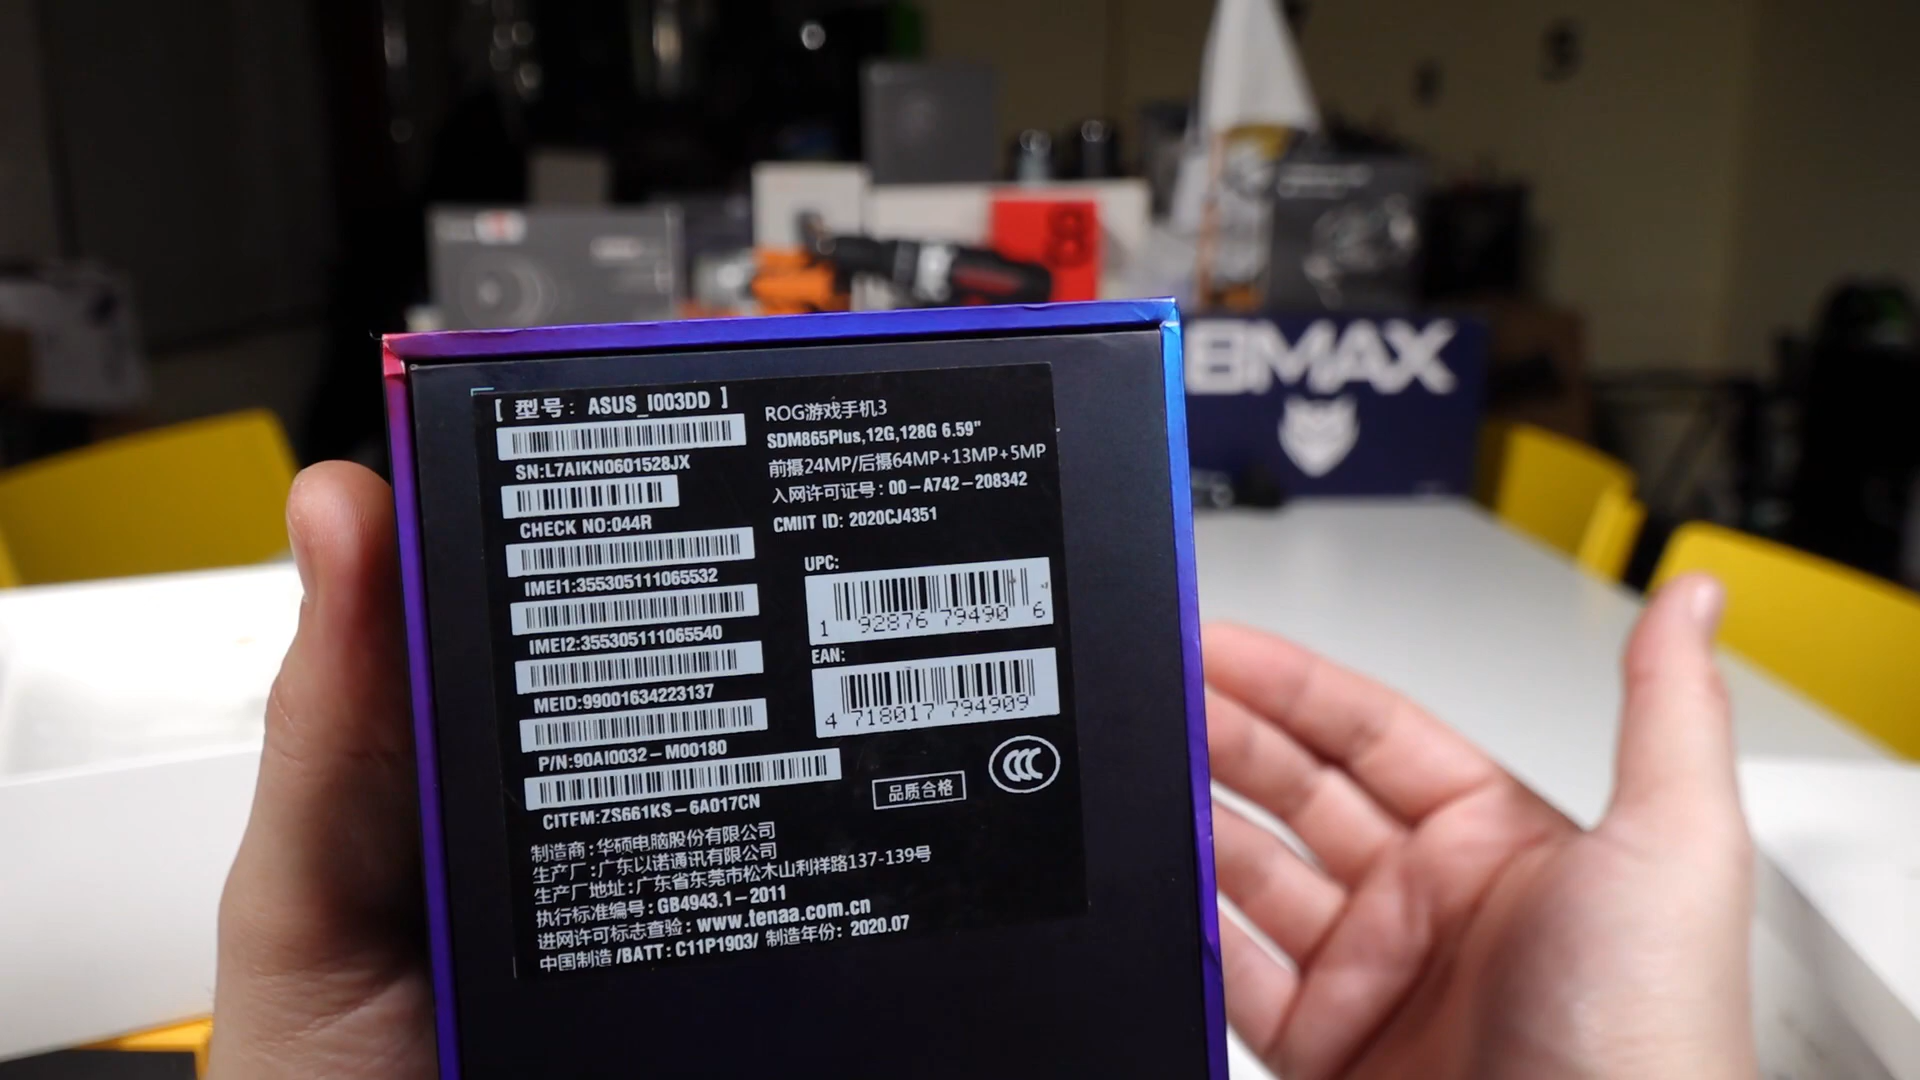 [ 型号: ASUS_I003DD ]
SN:L7AIKN0601528JX
CHECK NO:044R
IMEI1:355305111065532
IMEI2:355305111065540
MEID:99001634223137
P/N:90AI0032-M00180
CITEM:ZS661KS-6A017CN
ROG游戏手机3
SDM865Plus,12G,128G 6.59"
前摄24MP/后摄64MP+13MP+5MP
入网许可证号: 00-A742-208342
CMIIT ID: 2020CJ4351
UPC:
1 92876 79490 6
EAN:
4 718017 794909
CCC
品质合格
制造商:华硕电脑股份有限公司
生产厂:广东以诺通讯有限公司
生产厂地址:广东省东莞市松木山利祥路137-139号
执行标准编号:GB4943.1-2011
进网许可标志查验: www.tenaa.com.cn
中国制造 /BATT: C11P1903/ 制造年份: 2020.07
8
BMAX